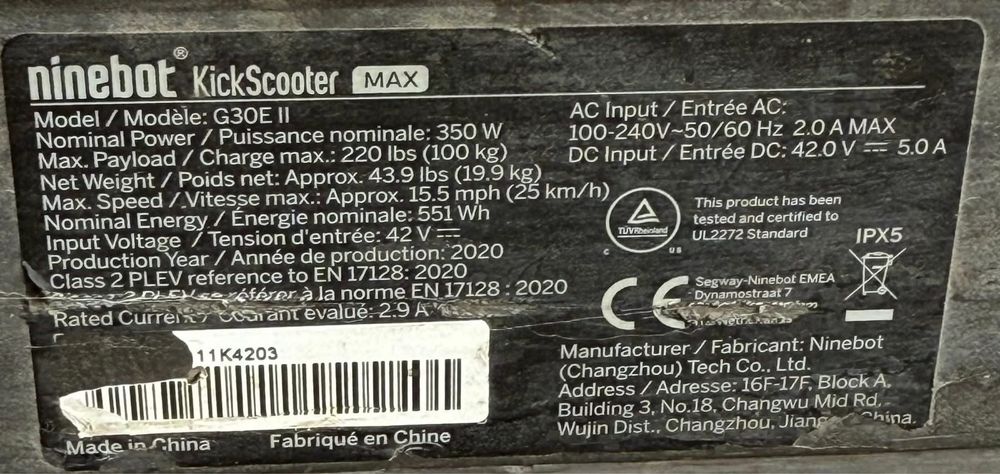 ninebot® KickScooter MAX
Model / Modèle: G30E II
Nominal Power / Puissance nominale: 350 W
Max. Payload / Charge max.: 220 lbs (100 kg)
Net Weight / Poids net: Approx. 43.9 lbs (19.9 kg)
Max. Speed / Vitesse max.: Approx. 15.5 mph (25 km/h)
Nominal Energy / Énergie nominale: 551 Wh
Input Voltage / Tension d'entrée: 42 V ⎓
Production Year / Année de production: 2020
Class 2 PLEV reference to EN 17128: 2020
à la norme EN 17128 : 2020
Rated Current / Courant évalué: 2.9 A
11K4203
Made in China Fabriqué en Chine
AC Input / Entrée AC:
100-240V~50/60 Hz 2.0 A MAX
DC Input / Entrée DC: 42.0 V ⎓ 5.0 A
TÜVRheinland
C US
This product has been
tested and certified to
UL2272 Standard
IPX5
CE
Segway-Ninebot EMEA
Dynamostraat 7
Manufacturer / Fabricant: Ninebot
(Changzhou) Tech Co., Ltd.
Address / Adresse: 16F-17F, Block A,
Building 3, No.18, Changwu Mid Rd,
Wujin Dist., Changzhou, China.